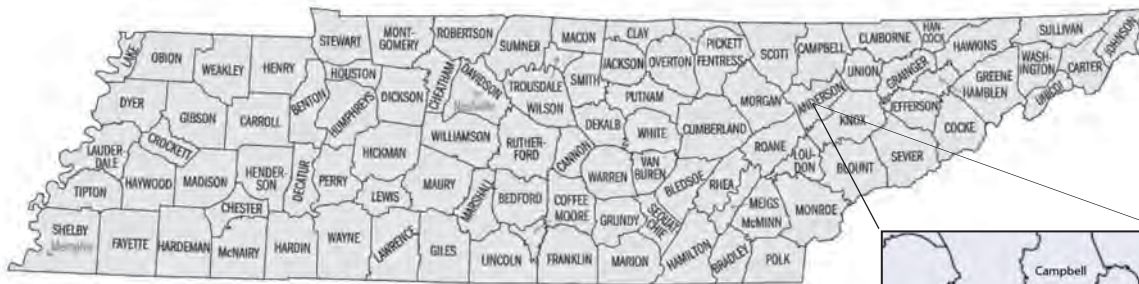 STEWART
MONT-
GOMERY
ROBERTSON
SUMNER
MACON
CLAY
PICKETT
FENTRESS
SCOTT
CAMPBELL
CLAIBORNE
HAN-
COCK
HAWKINS
SULLIVAN
JOHNSON
LAKE
OBION
WEAKLEY
HENRY
HOUSTON
CHEATHAM
DAVIDSON
Nashville
TROUSDALE
WILSON
SMITH
JACKSON
OVERTON
UNION
GRAINGER
GREENE
HAMBLEN
WASH-
INGTON
CARTER
UNICOI
DYER
GIBSON
CARROLL
BENTON
HUMPHREYS
DICKSON
PUTNAM
MORGAN
ANDERSON
KNOX
JEFFERSON
COCKE
CROCKETT
WILLIAMSON
RUTHER-
FORD
DEKALB
WHITE
CUMBERLAND
ROANE
LOU-
DON
BLOUNT
SEVIER
LAUDER-
DALE
HAYWOOD
MADISON
HENDER-
SON
DECATUR
PERRY
HICKMAN
LEWIS
MAURY
MARSHALL
BEDFORD
CANNON
WARREN
VAN
BUREN
BLEDSOE
RHEA
MEIGS
McMINN
MONROE
TIPTON
CHESTER
COFFEE
MOORE
GRUNDY
SEQUAT
CHIE
SHELBY
Memphis
FAYETTE
HARDEMAN
McNAIRY
HARDIN
WAYNE
LAWRENCE
GILES
LINCOLN
FRANKLIN
MARION
HAMILTON
BRADLEY
POLK
Campbell